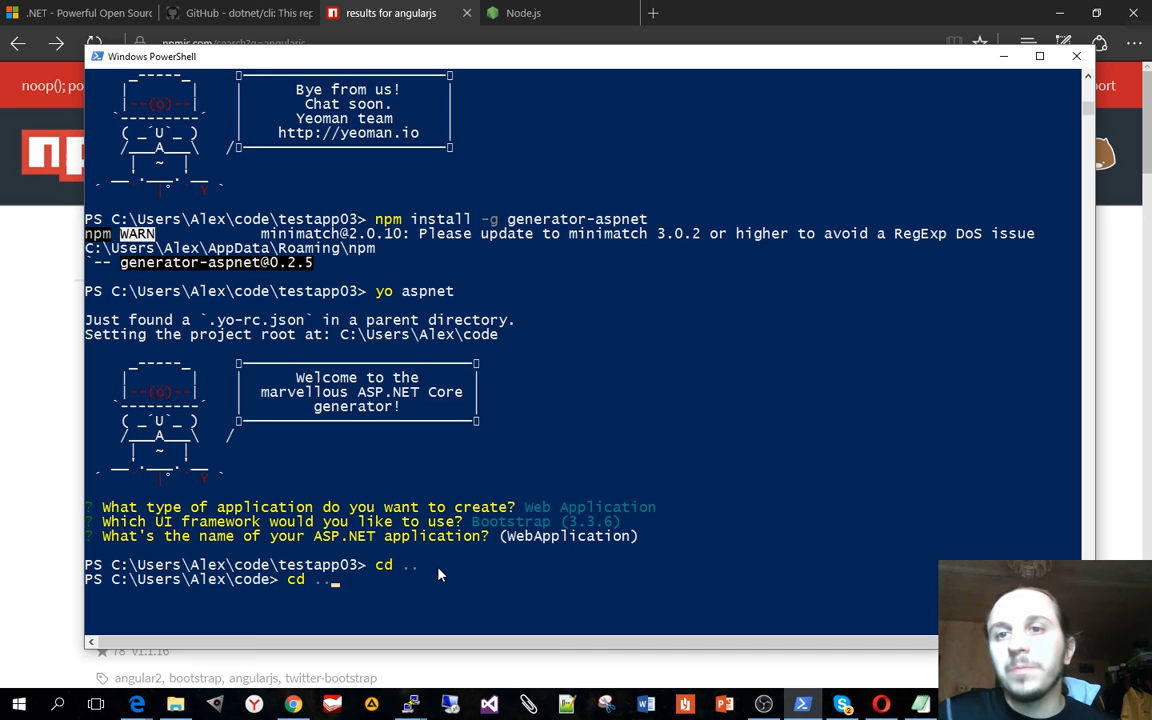 .NET - Powerful Open Sourc
GitHub - dotnet/cli: This rep
results for angularjs
Node.js
Windows PowerShell
noop(); po
port
Bye from us!
Chat soon.
Yeoman team
http://yeoman.io
PS C:\Users\Alex\code\testapp03> npm install -g generator-aspnet
npm WARN minimatch@2.0.10: Please update to minimatch 3.0.2 or higher to avoid a RegExp DoS issue
C:\Users\Alex\AppData\Roaming\npm
`-- generator-aspnet@0.2.5
PS C:\Users\Alex\code\testapp03> yo aspnet
Just found a `.yo-rc.json` in a parent directory.
Setting the project root at: C:\Users\Alex\code
Welcome to the
marvellous ASP.NET Core
generator!
? What type of application do you want to create? Web Application
? Which UI framework would you like to use? Bootstrap (3.3.6)
? What's the name of your ASP.NET application? (WebApplication)
PS C:\Users\Alex\code\testapp03> cd ..
PS C:\Users\Alex\code> cd ..
78 v1.1.16
angular2, bootstrap, angularjs, twitter-bootstrap